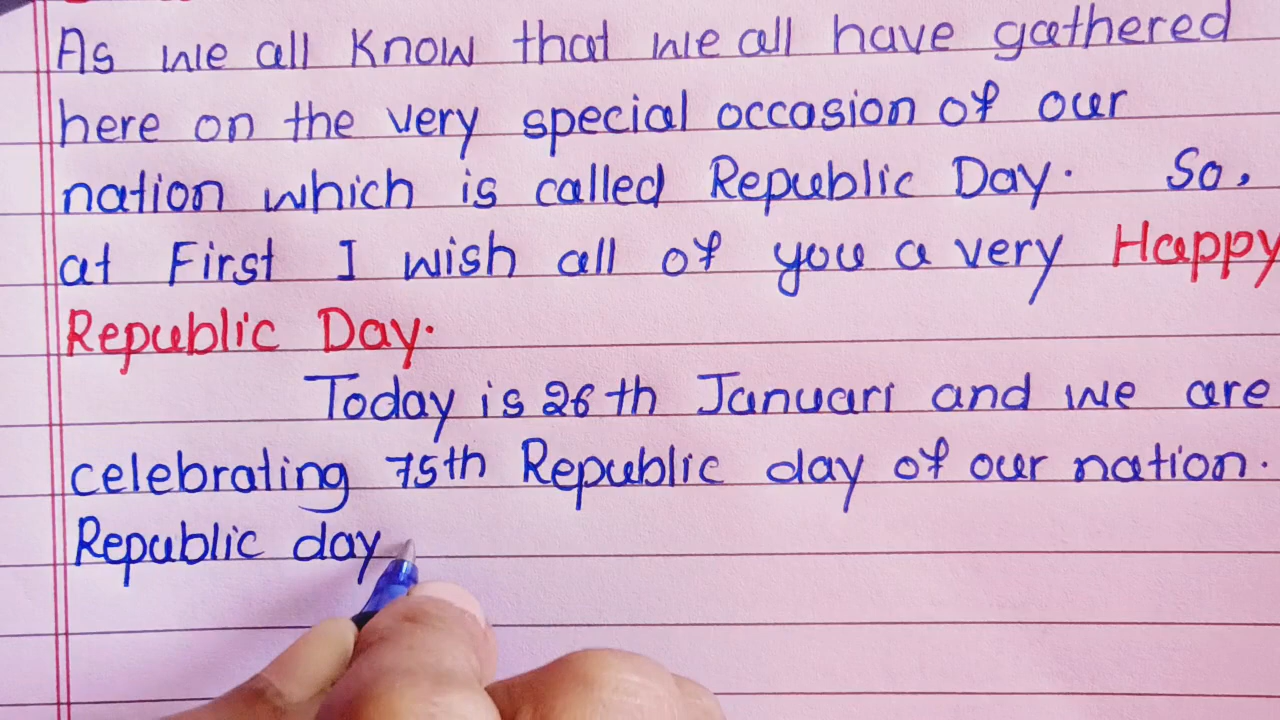 As we all Know that we all have gathered
here on the very special occasion of our
nation which is called Republic Day. So,
at First I wish all of you a very Happy
Republic Day.
Today is 26th Januari and we are
celebrating 75th Republic day of our nation.
Republic day